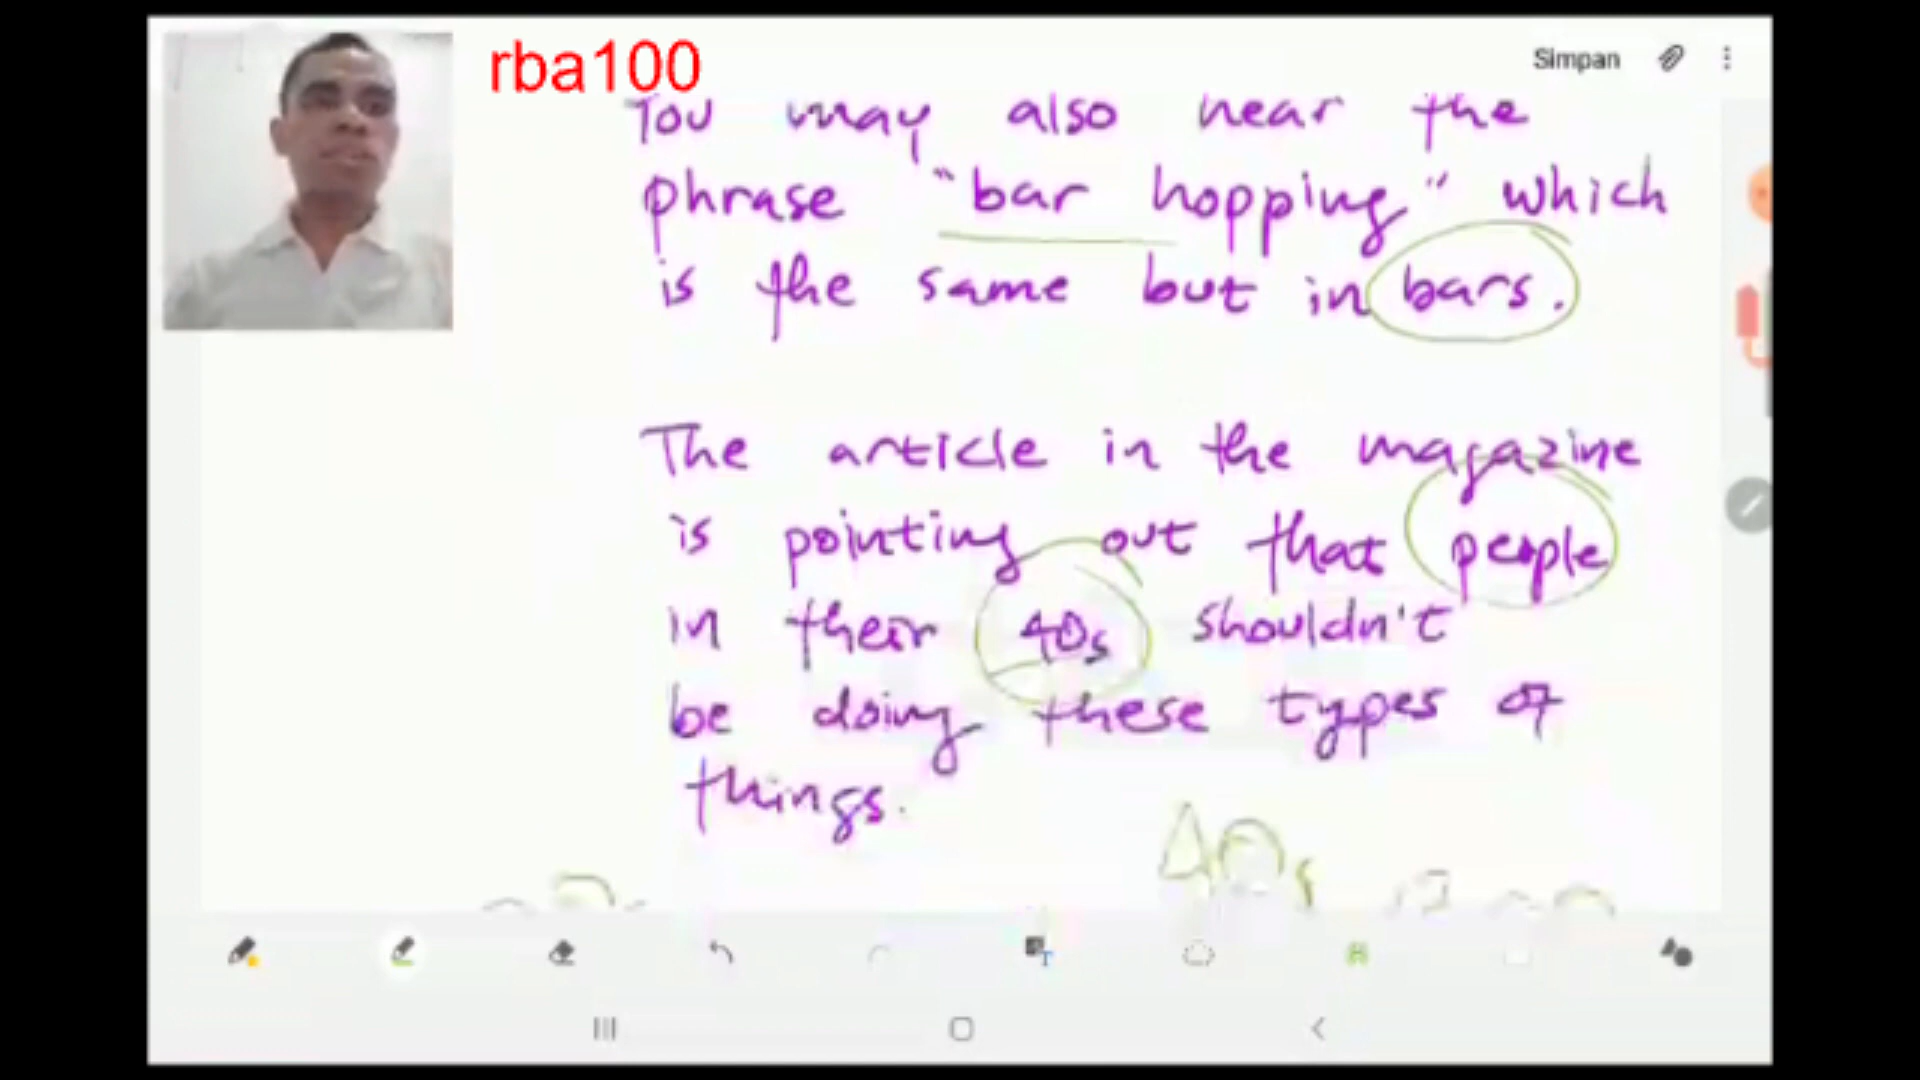 rba100
Simpan
You may also hear the
phrase "bar hopping" which
is the same but in bars.
The article in the magazine
is pointing out that people
in their 40s shouldn't
be doing these types of
things.
40s